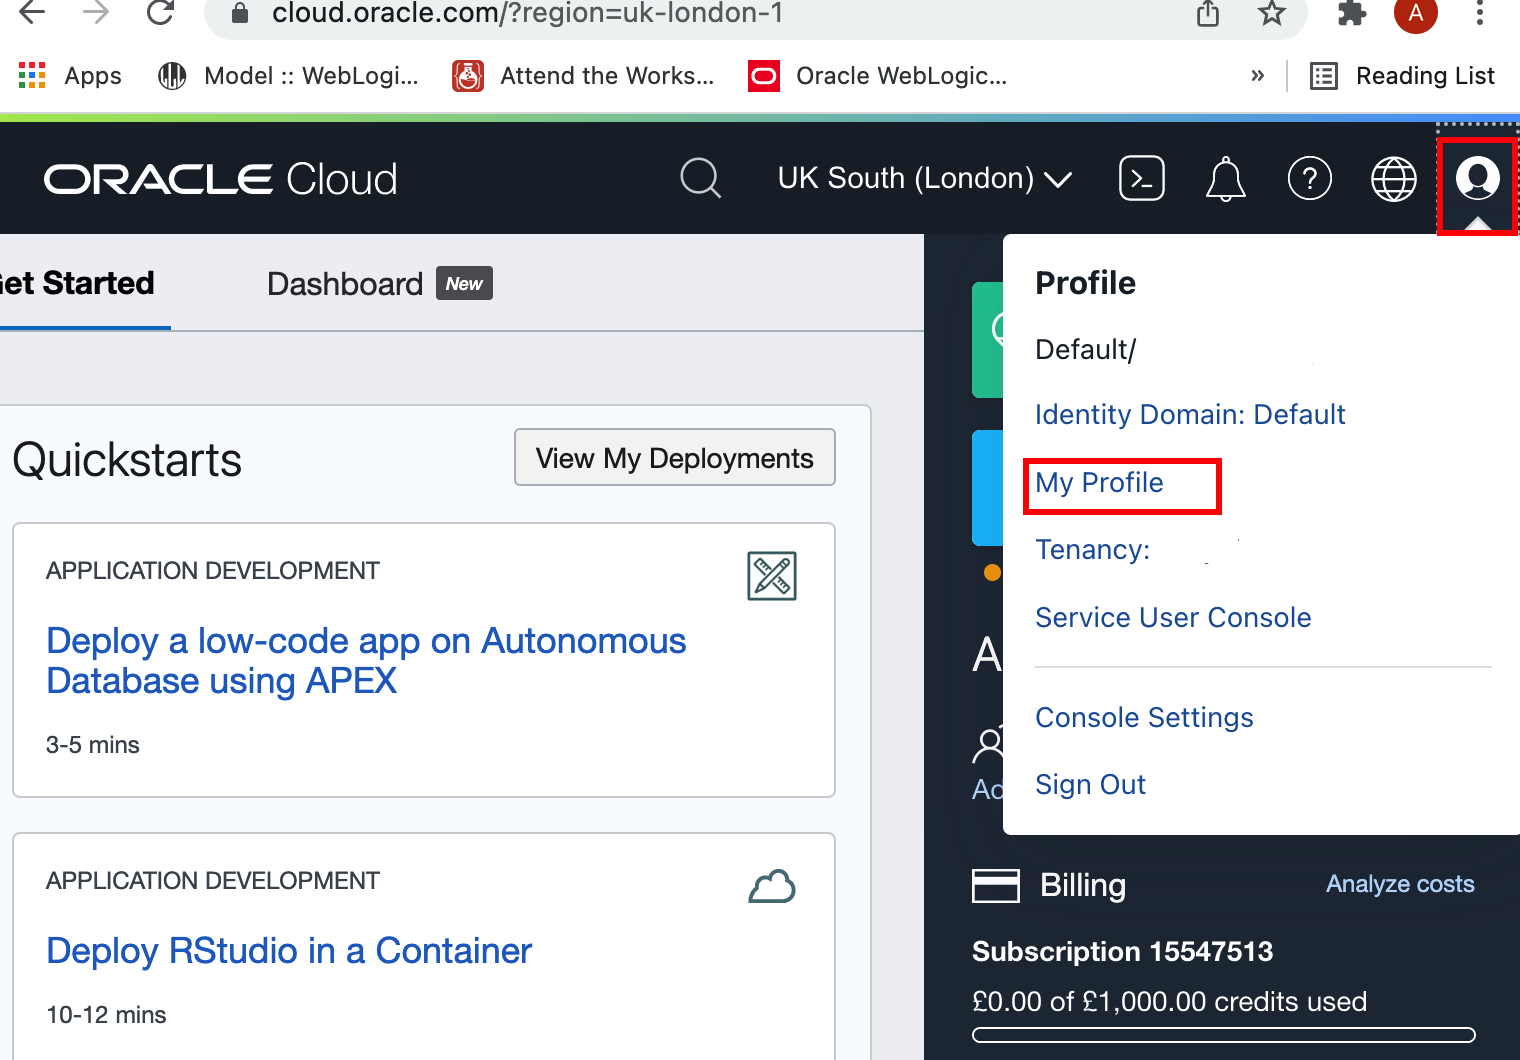 cloud.oracle.com/?region=uk-london-1
A
Apps
Model :: WebLogi...
Attend the Works...
Oracle WebLogic...
»
Reading List
ORACLE Cloud
UK South (London)
Get Started
Dashboard New
Profile
Default/
Identity Domain: Default
My Profile
Tenancy:
Service User Console
Console Settings
Sign Out
Quickstarts
View My Deployments
APPLICATION DEVELOPMENT
Deploy a low-code app on Autonomous
Database using APEX
3-5 mins
APPLICATION DEVELOPMENT
Deploy RStudio in a Container
10-12 mins
A
Ad
Billing
Analyze costs
Subscription 15547513
£0.00 of £1,000.00 credits used